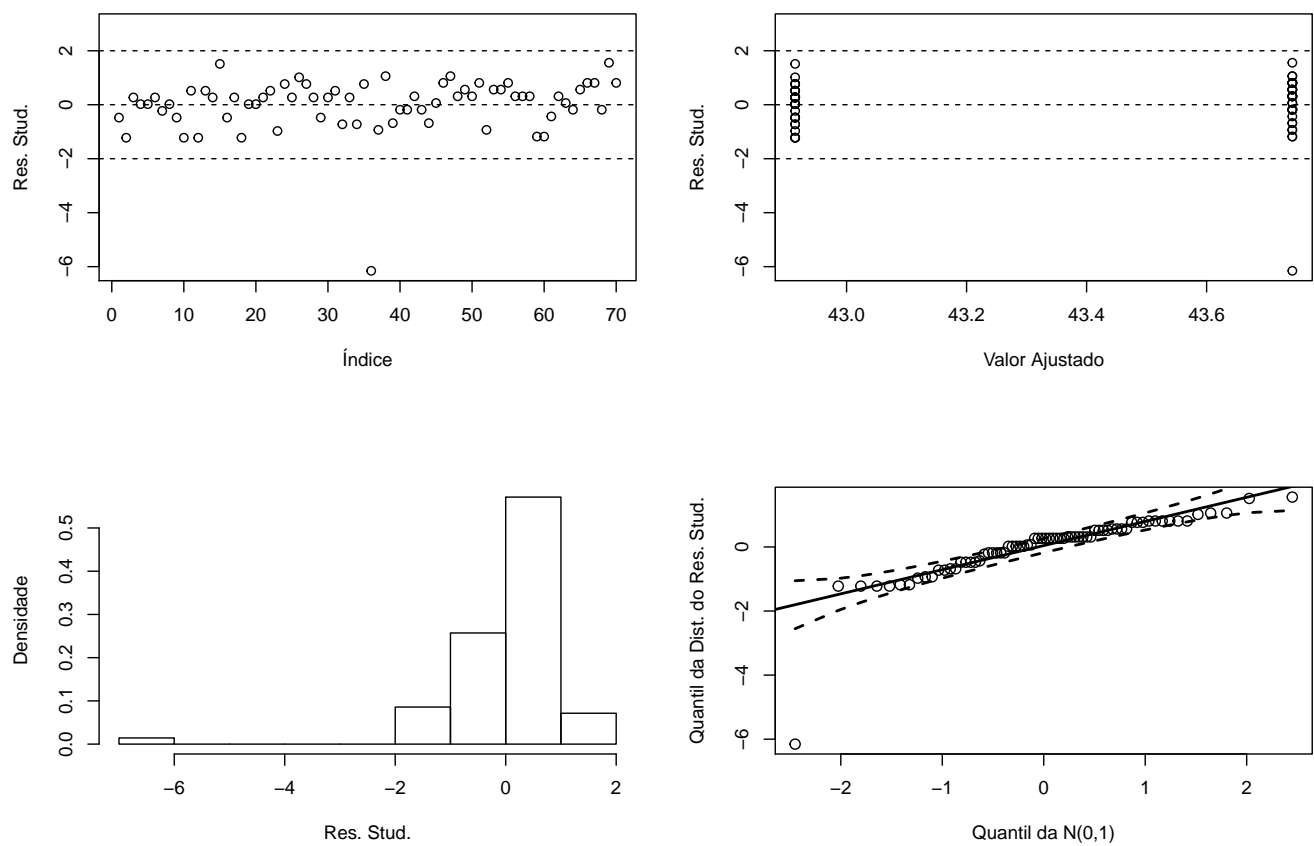 2
0
−2
−4
−6
Res. Stud.
0 10 20 30 40 50 60 70
Índice
2
0
−2
−4
−6
Res. Stud.
43.0 43.2 43.4 43.6
Valor Ajustado
0.5
0.4
0.3
0.2
0.1
0.0
Densidade
−6 −4 −2 0 2
Res. Stud.
0
−2
−4
−6
Quantil da Dist. do Res. Stud.
−2 −1 0 1 2
Quantil da N(0,1)